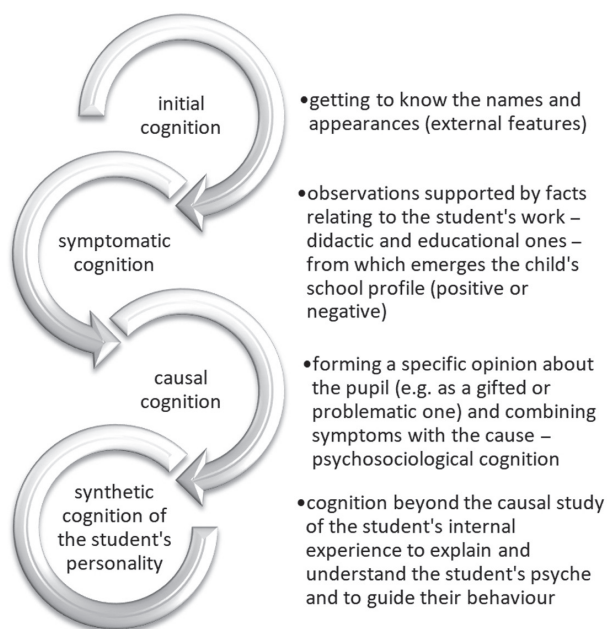 initial
cognition
•getting to know the names and
appearances (external features)
symptomatic
cognition
•observations supported by facts
relating to the student's work –
didactic and educational ones –
from which emerges the child's
school profile (positive or
negative)
causal
cognition
•forming a specific opinion about
the pupil (e.g. as a gifted or
problematic one) and combining
symptoms with the cause –
psychosociological cognition
synthetic
cognition of
the student's
personality
•cognition beyond the causal study
of the student's internal
experience to explain and
understand the student's psyche
and to guide their behaviour